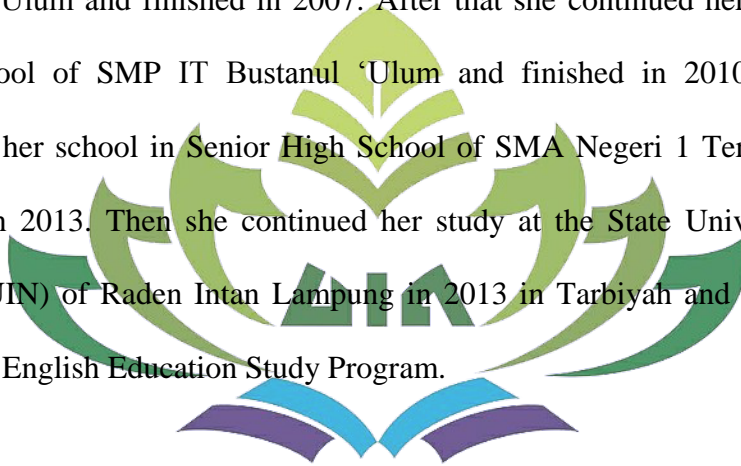 Ulum and finished in 2007. After that she continued her
ool of SMP IT Bustanul ‘Ulum and finished in 2010
her school in Senior High School of SMA Negeri 1 Ter
n 2013. Then she continued her study at the State Univ
UIN) of Raden Intan Lampung in 2013 in Tarbiyah and
English Education Study Program.